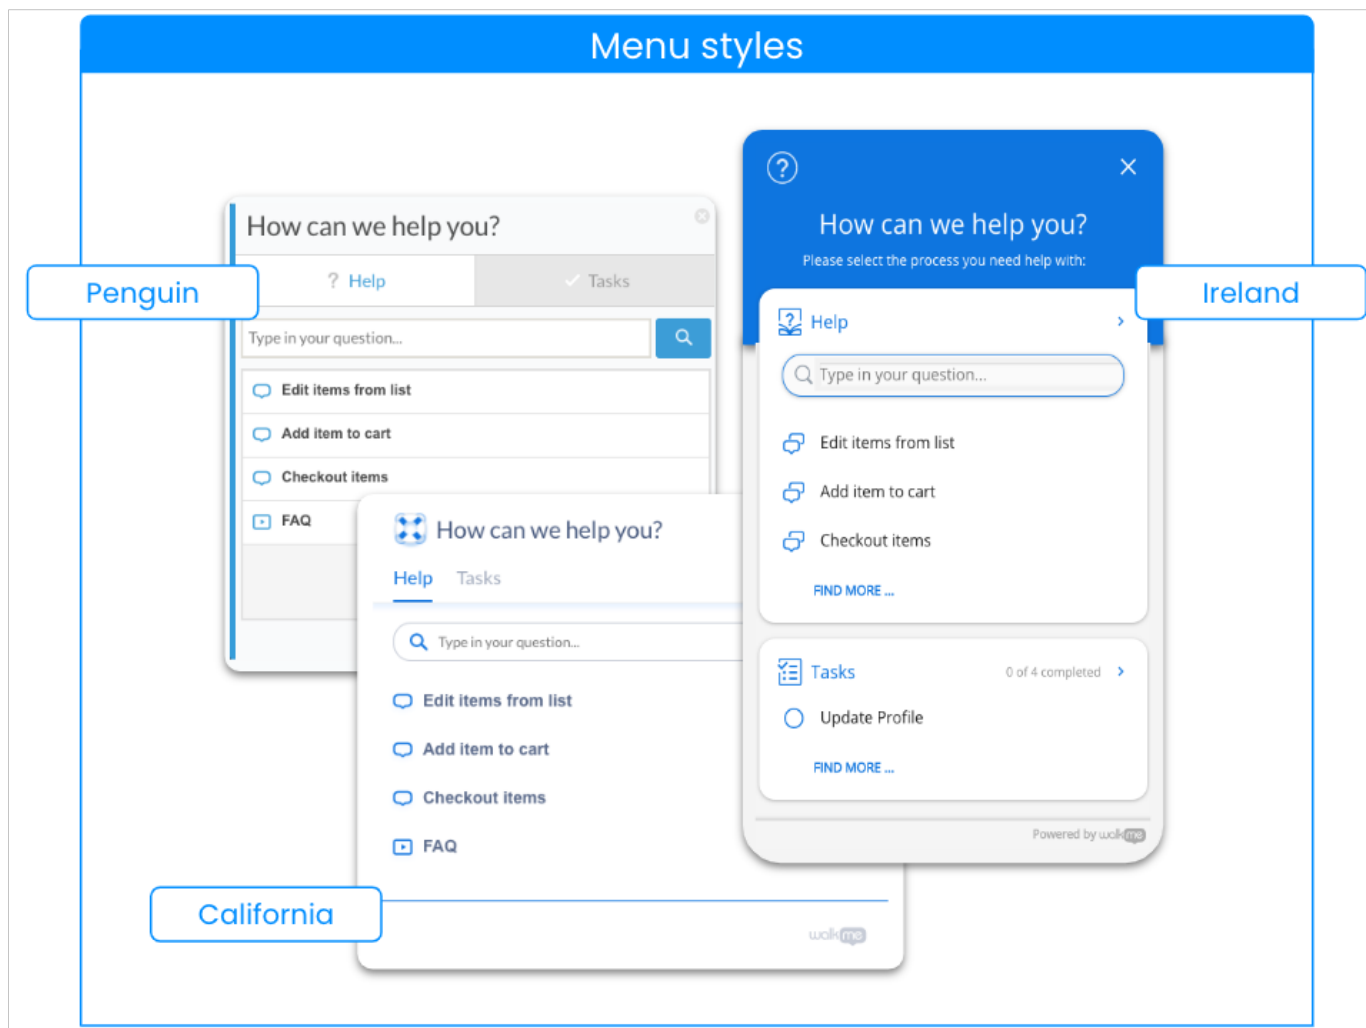 Menu styles
How can we help you?
? Help
Tasks
Type in your question...
Edit items from list
Add item to cart
Checkout items
FAQ
Penguin
How can we help you?
Help Tasks
Type in your question...
Edit items from list
Add item to cart
Checkout items
FAQ
walkme
California
?
How can we help you?
Please select the process you need help with:
? Help
Type in your question...
Edit items from list
Add item to cart
Checkout items
FIND MORE ...
Tasks 0 of 4 completed
Update Profile
FIND MORE ...
Powered by walkme
Ireland